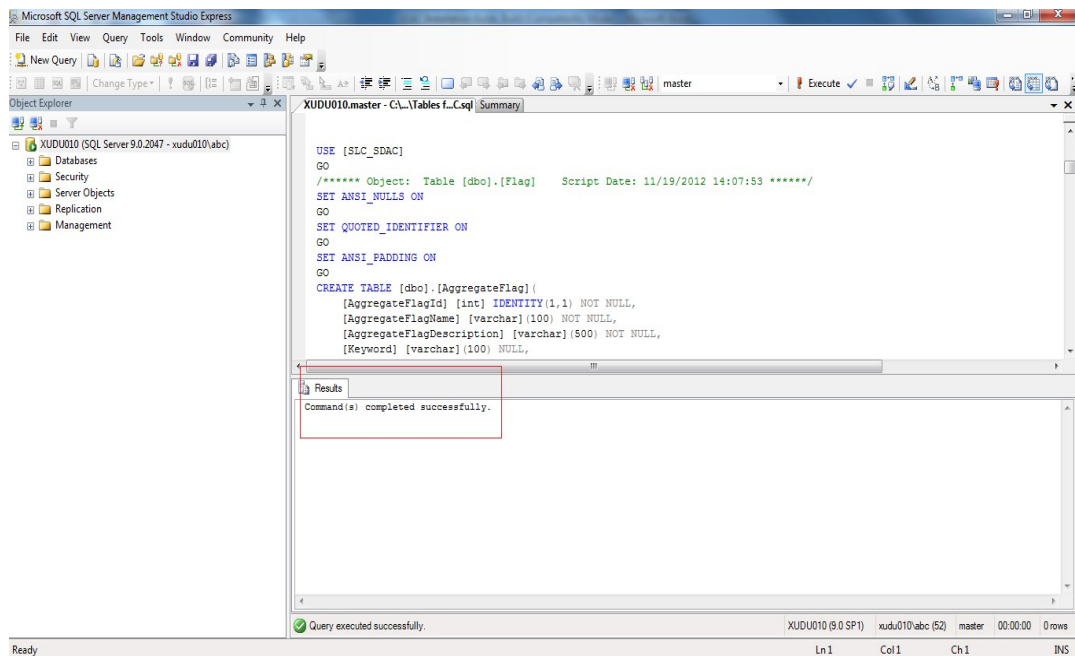 Microsoft SQL Server Management Studio Express
File Edit View Query Tools Window Community Help
New Query
Change Type
master
Execute
Object Explorer
XUDU010 (SQL Server 9.0.2047 - xudu010\abc)
Databases
Security
Server Objects
Replication
Management
XUDU010.master - C:\...\Tables f...C.sql Summary
USE [SLC_SDAC]
GO
/****** Object: Table [dbo].[Flag] Script Date: 11/19/2012 14:07:53 ******/
SET ANSI_NULLS ON
GO
SET QUOTED_IDENTIFIER ON
GO
SET ANSI_PADDING ON
GO
CREATE TABLE [dbo].[AggregateFlag](
[AggregateFlagId] [int] IDENTITY(1,1) NOT NULL,
[AggregateFlagName] [varchar](100) NOT NULL,
[AggregateFlagDescription] [varchar](500) NOT NULL,
[Keyword] [varchar](100) NULL,
Results
Command(s) completed successfully.
Query executed successfully.
XUDU010 (9.0 SP1) xudu010\abc (52) master 00:00:00 0 rows
Ready Ln 1 Col 1 Ch 1 INS